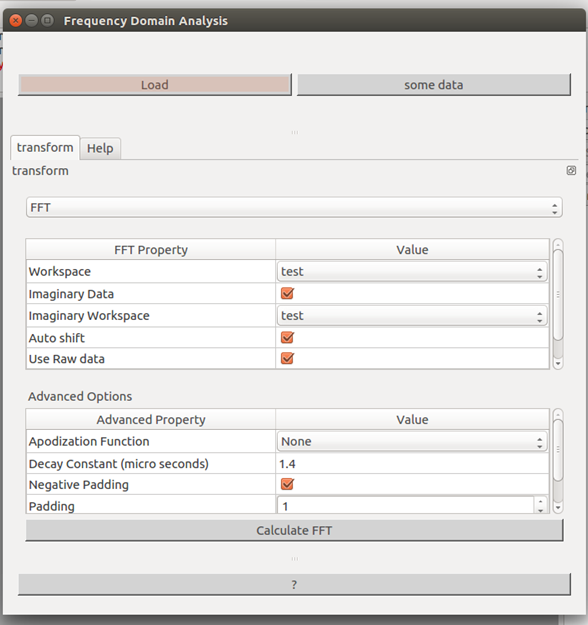 Frequency Domain Analysis
Load some data
transform Help
transform
FFT
FFT Property Value
Workspace test
Imaginary Data
Imaginary Workspace test
Auto shift
Use Raw data
Advanced Options
Advanced Property Value
Apodization Function None
Decay Constant (micro seconds) 1.4
Negative Padding
Padding 1
Calculate FFT
?